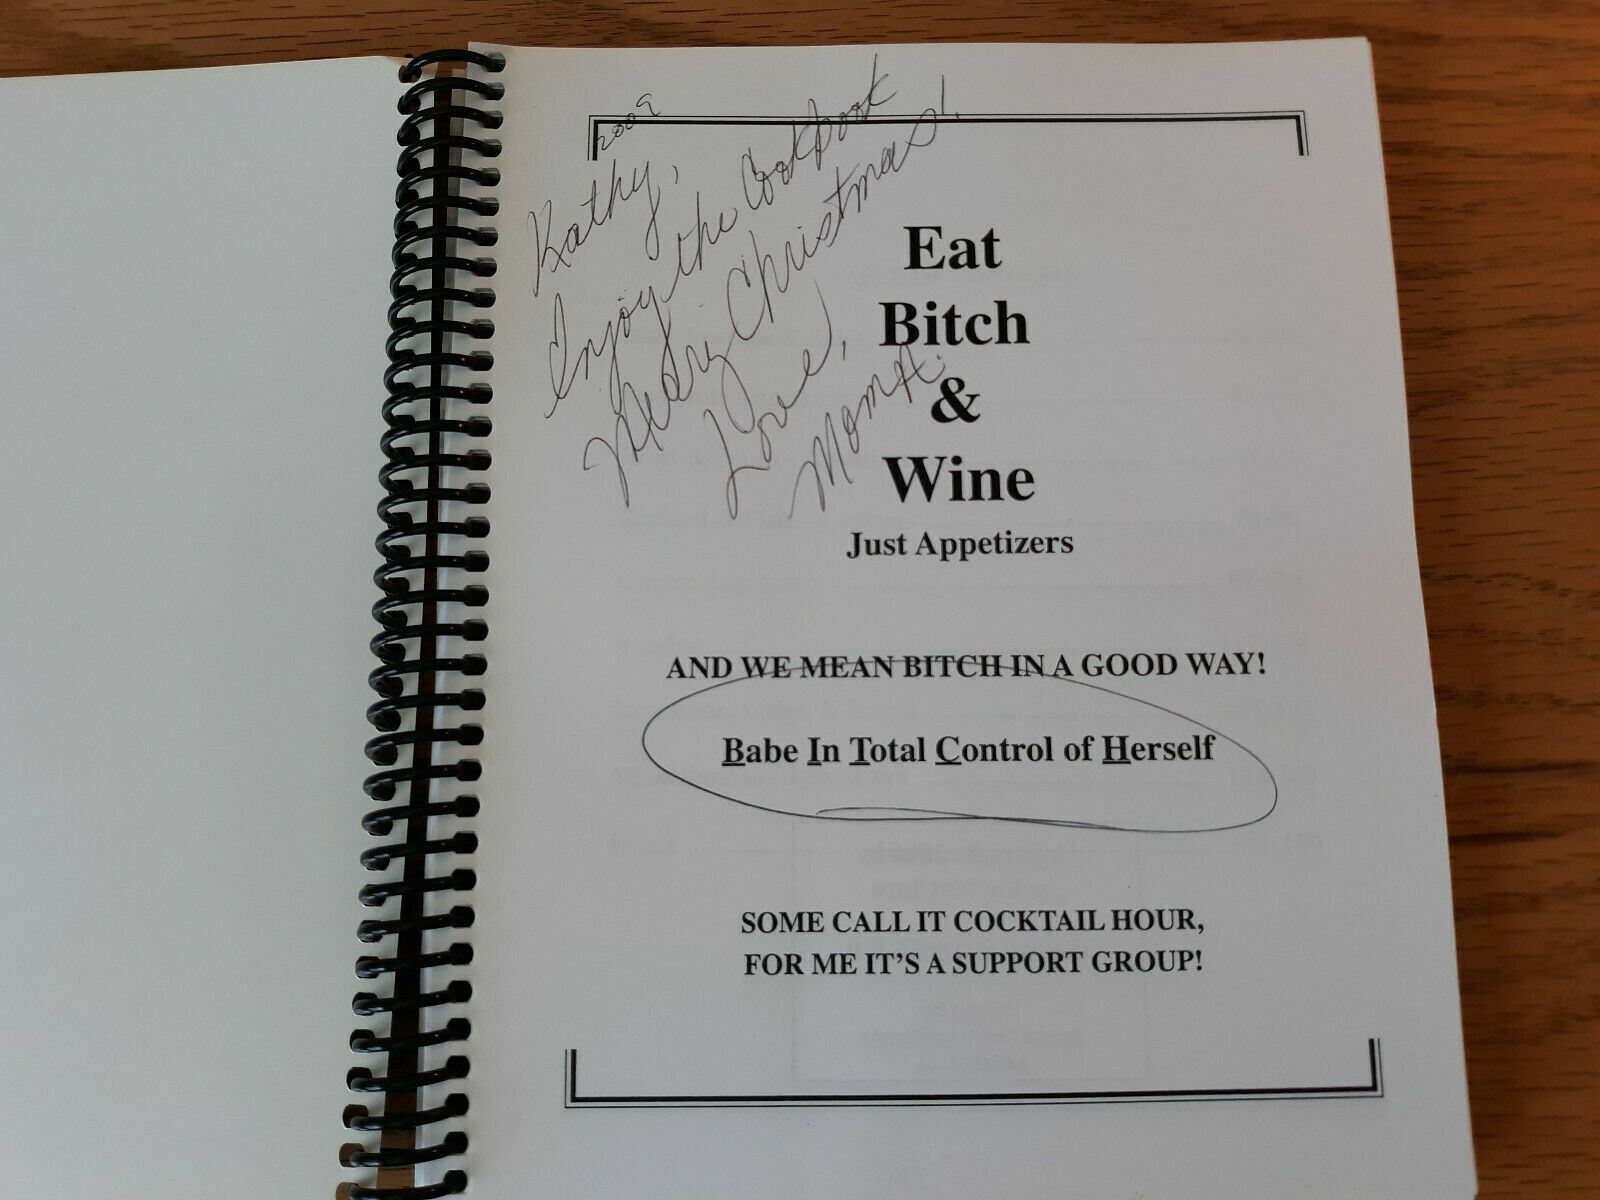 2009
Kathy,
Enjoy the Cookbook
Merry Christmas!
Love,
Mom H.
Eat
Bitch
&
Wine
Just Appetizers
AND WE MEAN BITCH IN A GOOD WAY!
Babe In Total Control of Herself
SOME CALL IT COCKTAIL HOUR,
FOR ME IT'S A SUPPORT GROUP!